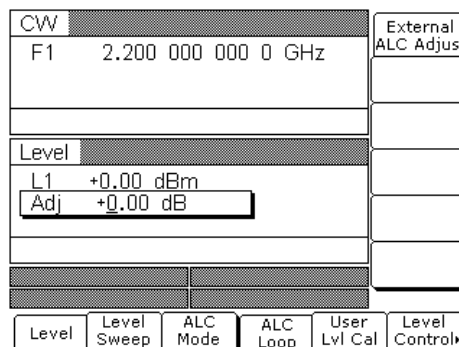 CW
External
ALC Adjus
F1 2.200 000 000 0 GHz
Level
L1 +0.00 dBm
Adj +0.00 dB
Level
Level Sweep
ALC Mode
ALC Loop
User Lvl Cal
Level Control